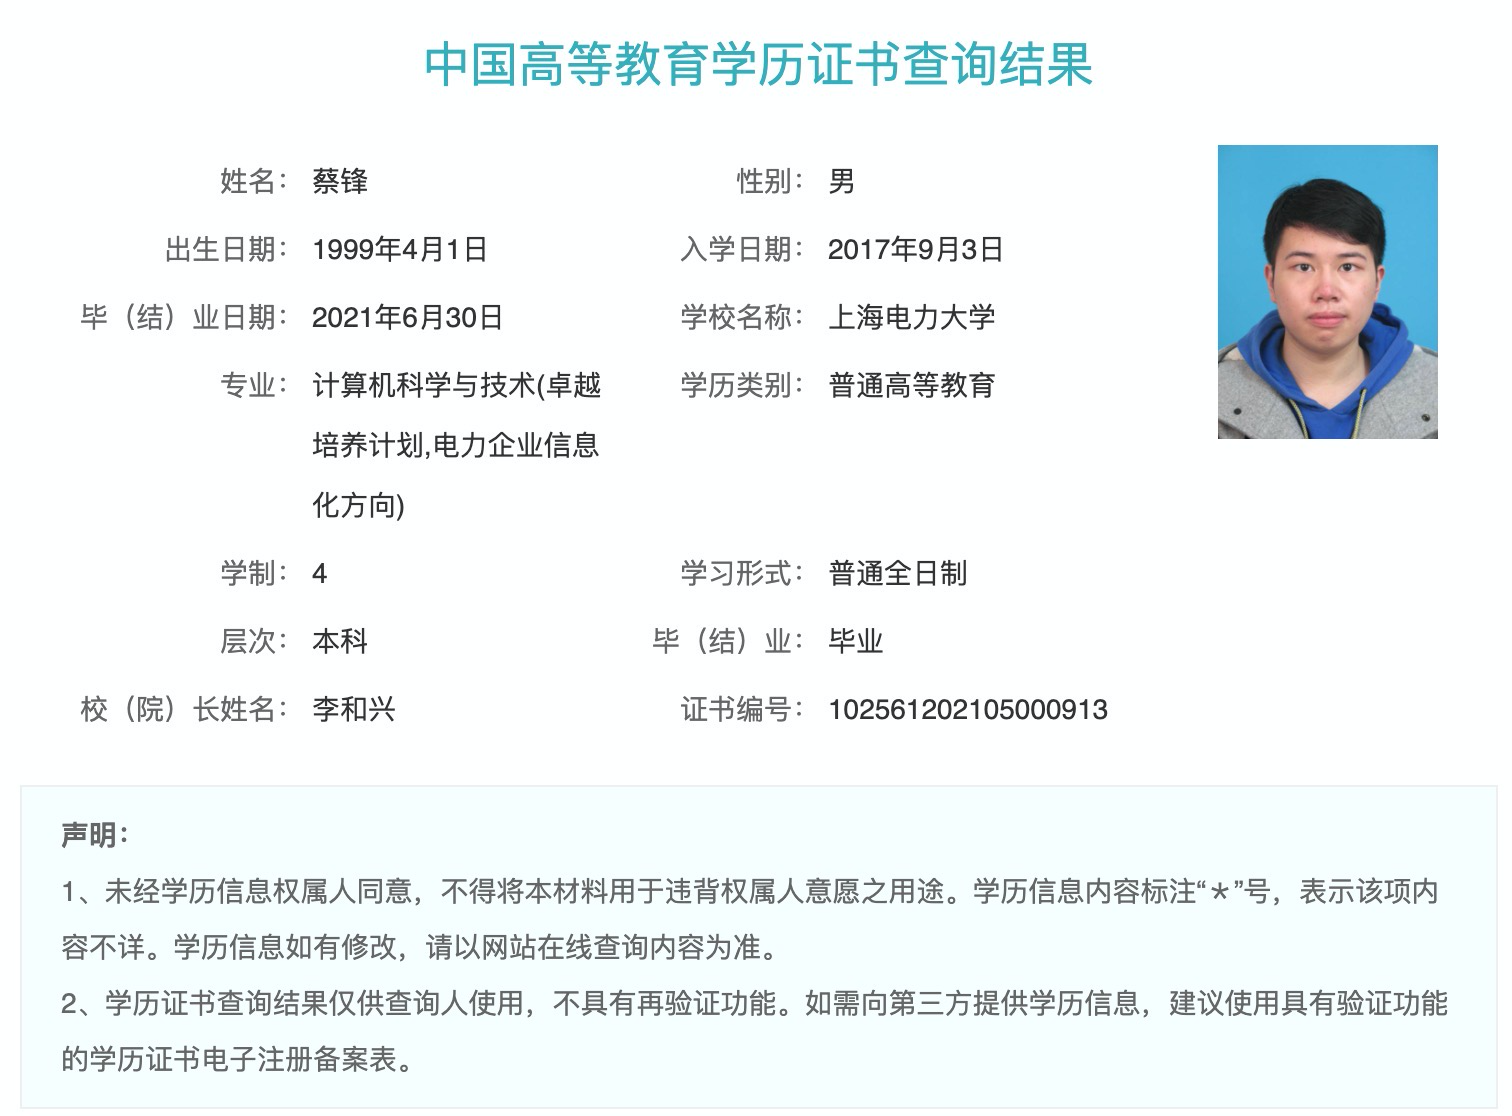 中国高等教育学历证书查询结果
姓名： 蔡锋 性别： 男
出生日期： 1999年4月1日 入学日期： 2017年9月3日
毕（结）业日期： 2021年6月30日 学校名称： 上海电力大学
专业： 计算机科学与技术(卓越 学历类别： 普通高等教育
培养计划,电力企业信息
化方向)
学制： 4 学习形式： 普通全日制
层次： 本科 毕（结）业： 毕业
校（院）长姓名： 李和兴 证书编号： 102561202105000913
声明：
1、未经学历信息权属人同意，不得将本材料用于违背权属人意愿之用途。学历信息内容标注“＊”号，表示该项内
容不详。学历信息如有修改，请以网站在线查询内容为准。
2、学历证书查询结果仅供查询人使用，不具有再验证功能。如需向第三方提供学历信息，建议使用具有验证功能
的学历证书电子注册备案表。